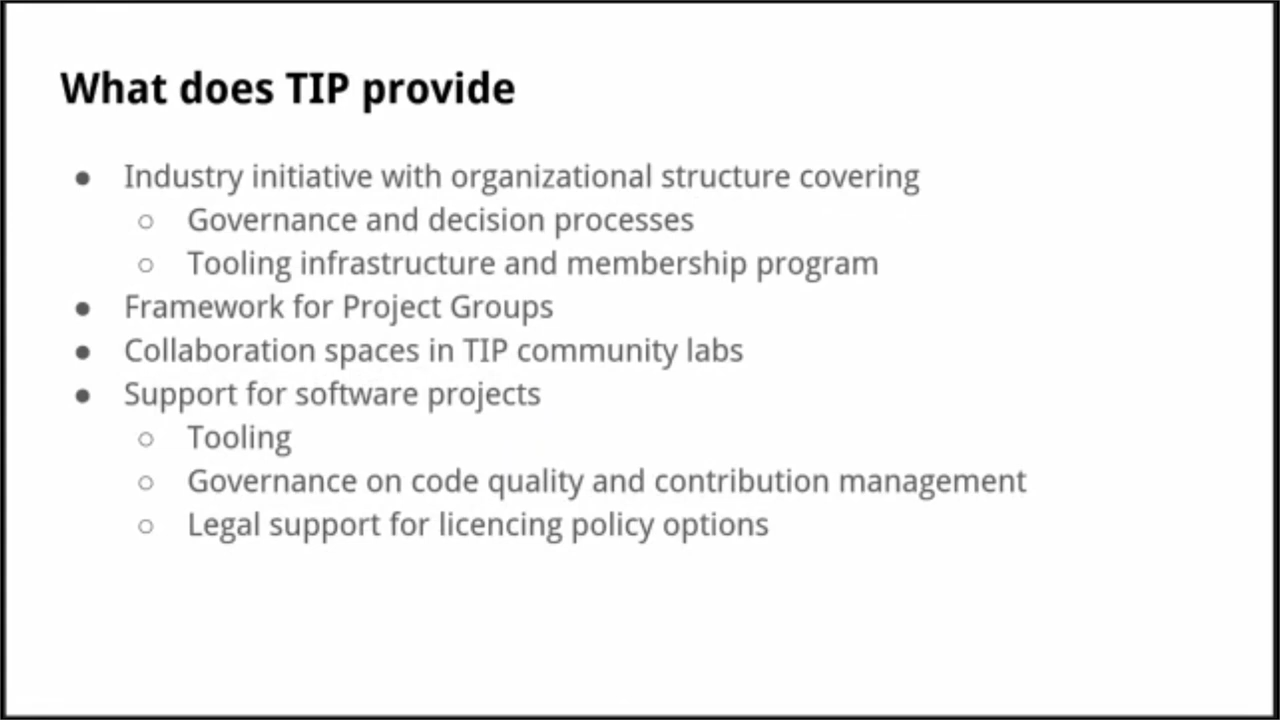 What does TIP provide
● Industry initiative with organizational structure covering
○ Governance and decision processes
○ Tooling infrastructure and membership program
● Framework for Project Groups
● Collaboration spaces in TIP community labs
● Support for software projects
○ Tooling
○ Governance on code quality and contribution management
○ Legal support for licencing policy options